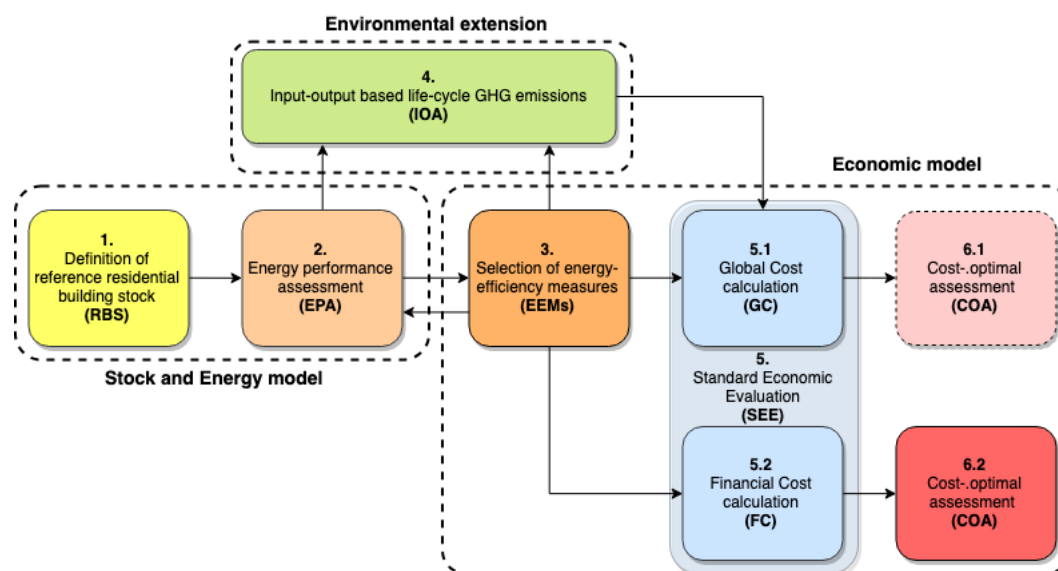 Environmental extension
4.
Input-output based life-cycle GHG emissions
(IOA)
Economic model
1.
Definition of
reference residential
building stock
(RBS)
2.
Energy performance
assessment
(EPA)
3.
Selection of energy-
efficiency measures
(EEMs)
5.1
Global Cost
calculation
(GC)
6.1
Cost-.optimal
assessment
(COA)
Stock and Energy model
5.
Standard Economic
Evaluation
(SEE)
5.2
Financial Cost
calculation
(FC)
6.2
Cost-.optimal
assessment
(COA)